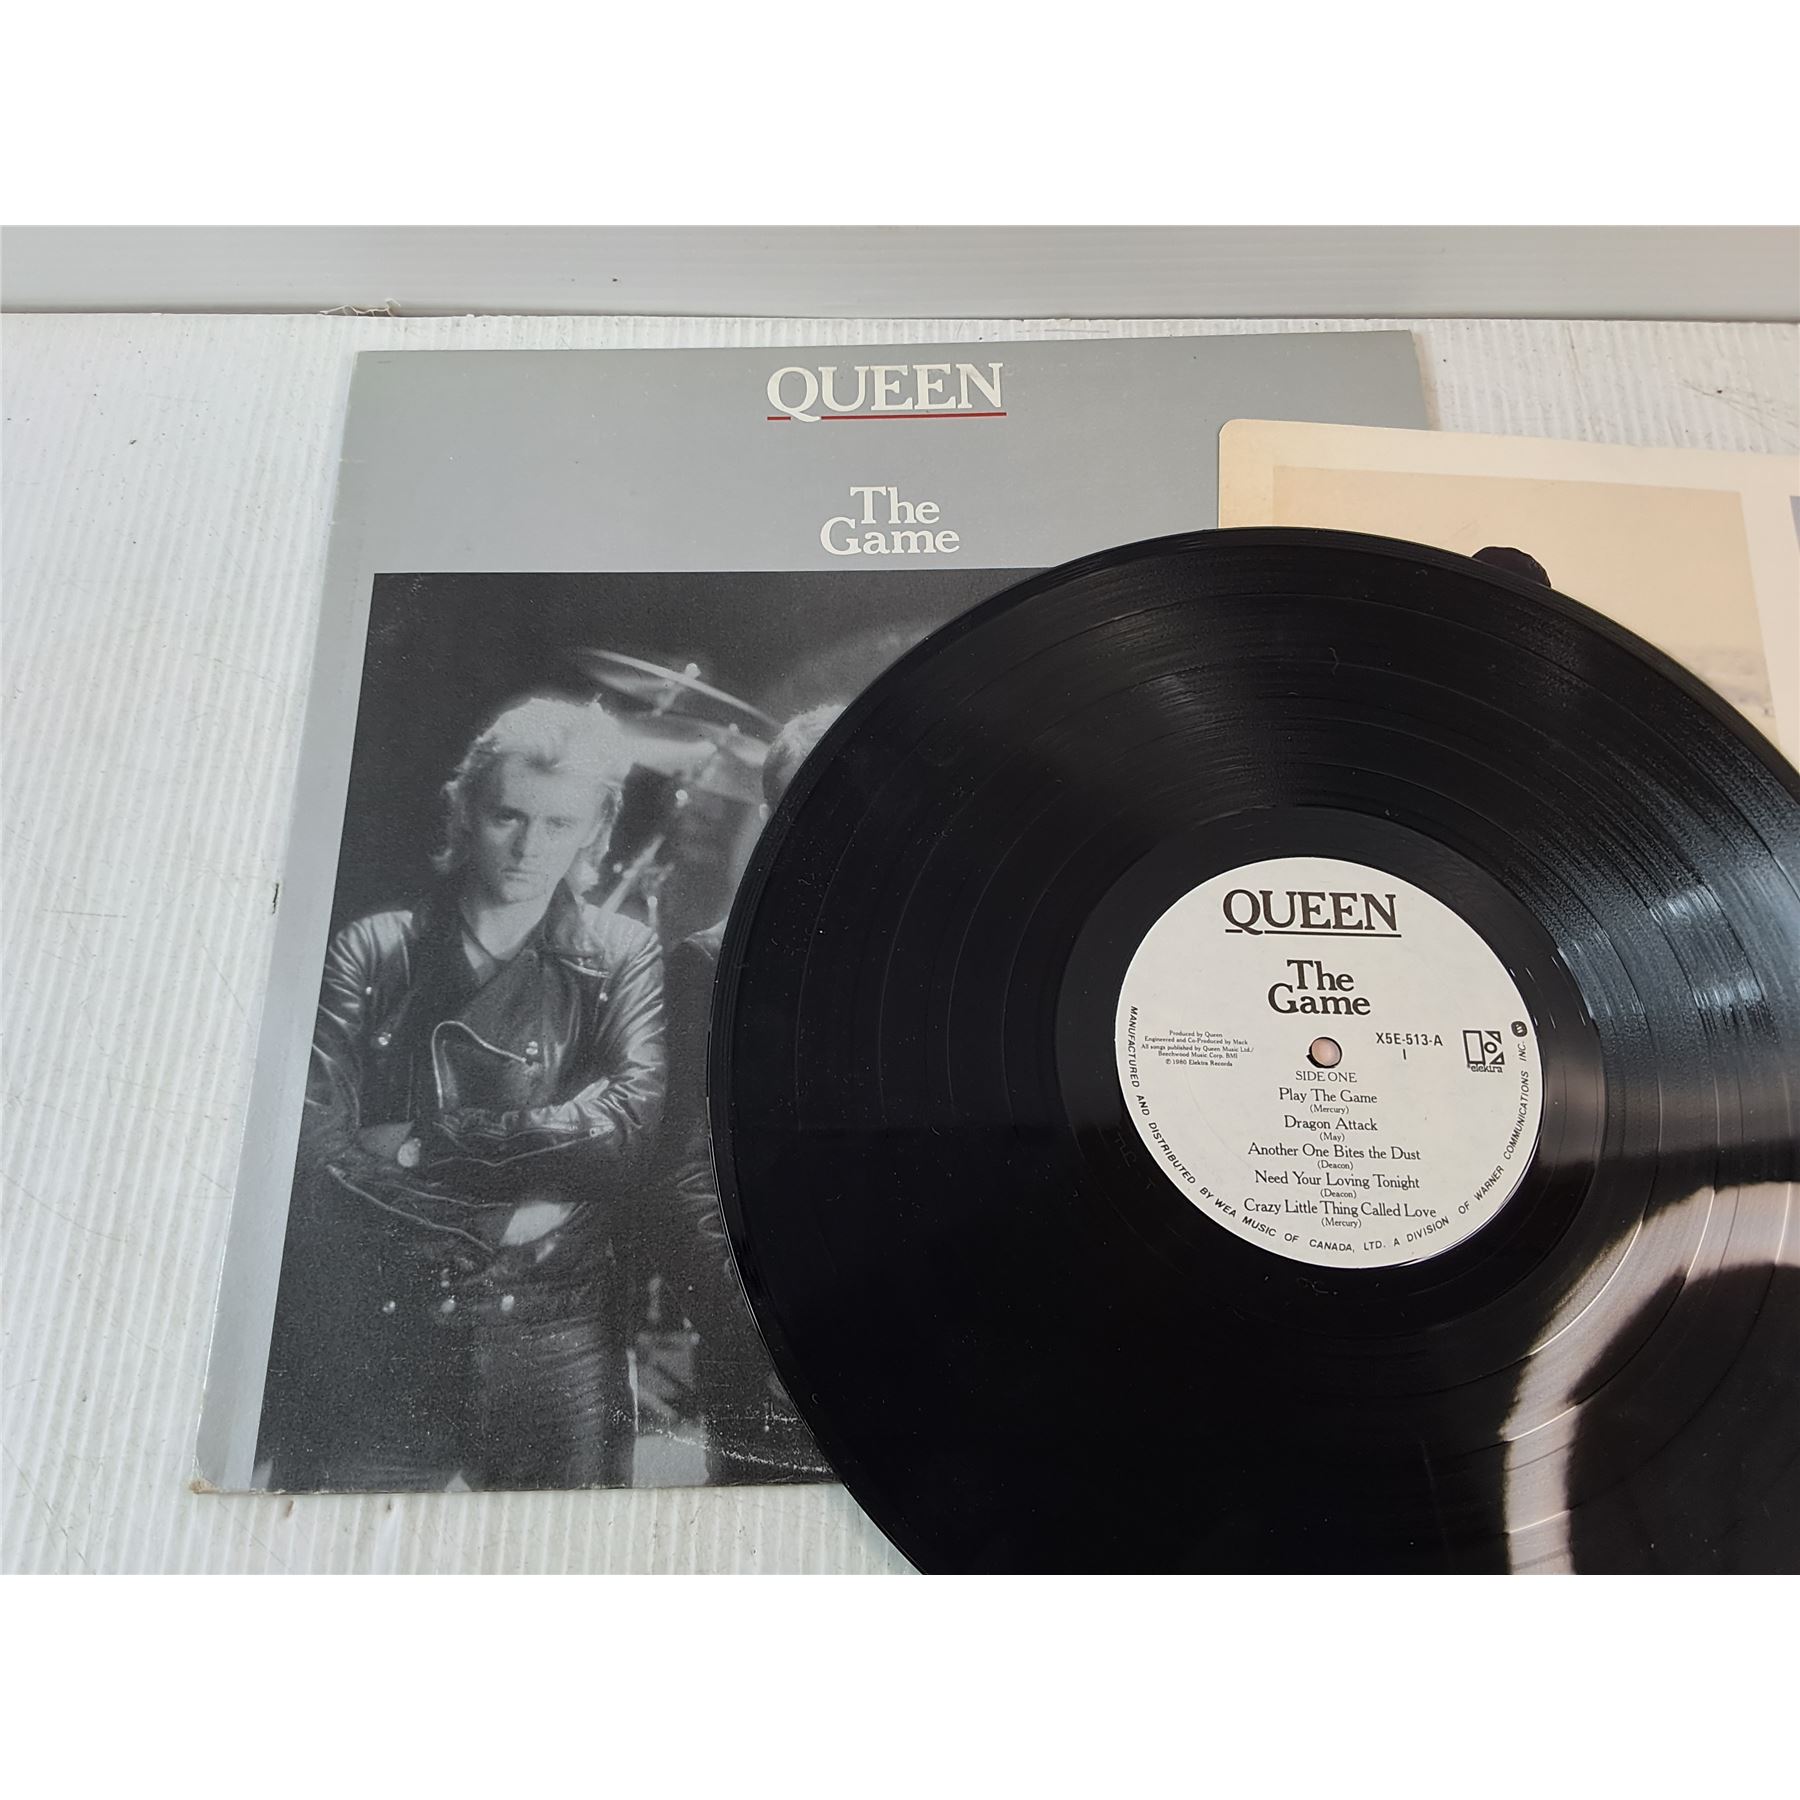 QUEEN
The
Game
QUEEN
The
Game
Produced by Queen
Engineered and Co-Produced by Mack
All songs published by Queen Music Ltd./
Beechwood Music Corp. BMI
© 1980 Elektra Records
X5E-513-A
1
elektra
SIDE ONE
Play The Game
(Mercury)
Dragon Attack
(May)
Another One Bites the Dust
(Deacon)
Need Your Loving Tonight
(Deacon)
Crazy Little Thing Called Love
(Mercury)
MANUFACTURED AND DISTRIBUTED BY WEA MUSIC OF CANADA, LTD. A DIVISION OF WARNER COMMUNICATIONS INC.